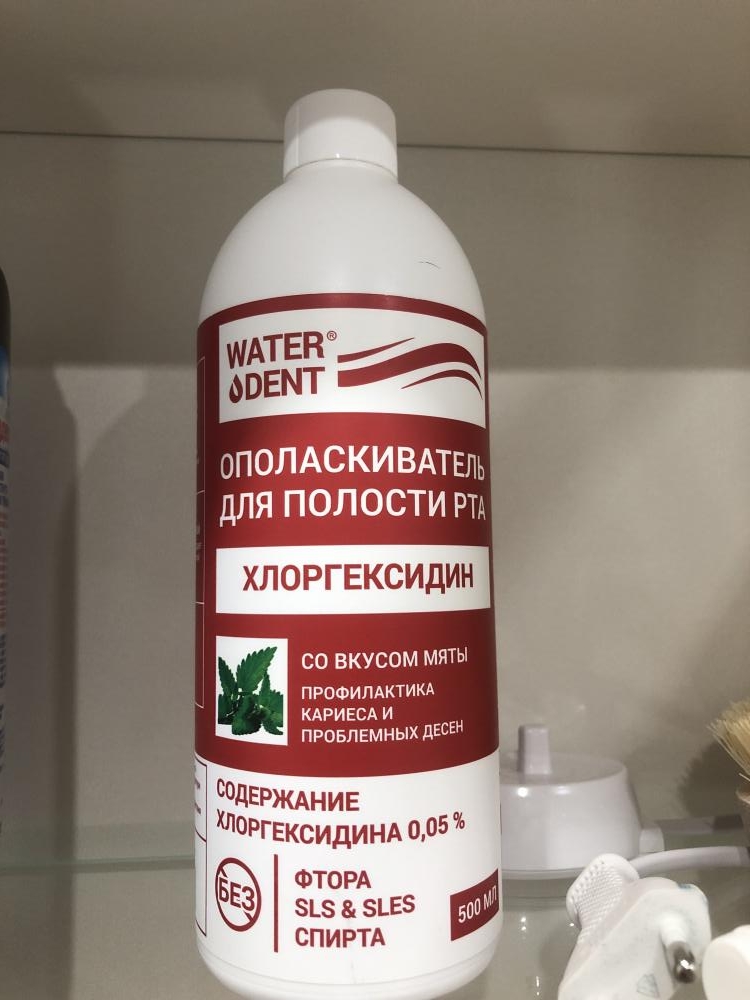 WATER®
DENT
ОПОЛАСКИВАТЕЛЬ
ДЛЯ ПОЛОСТИ РТА
ХЛОРГЕКСИДИН
СО ВКУСОМ МЯТЫ
ПРОФИЛАКТИКА
КАРИЕСА И
ПРОБЛЕМНЫХ ДЕСЕН
СОДЕРЖАНИЕ
ХЛОРГЕКСИДИНА 0,05 %
БЕЗ
ФТОРА
SLS & SLES
СПИРТА
500 МЛ